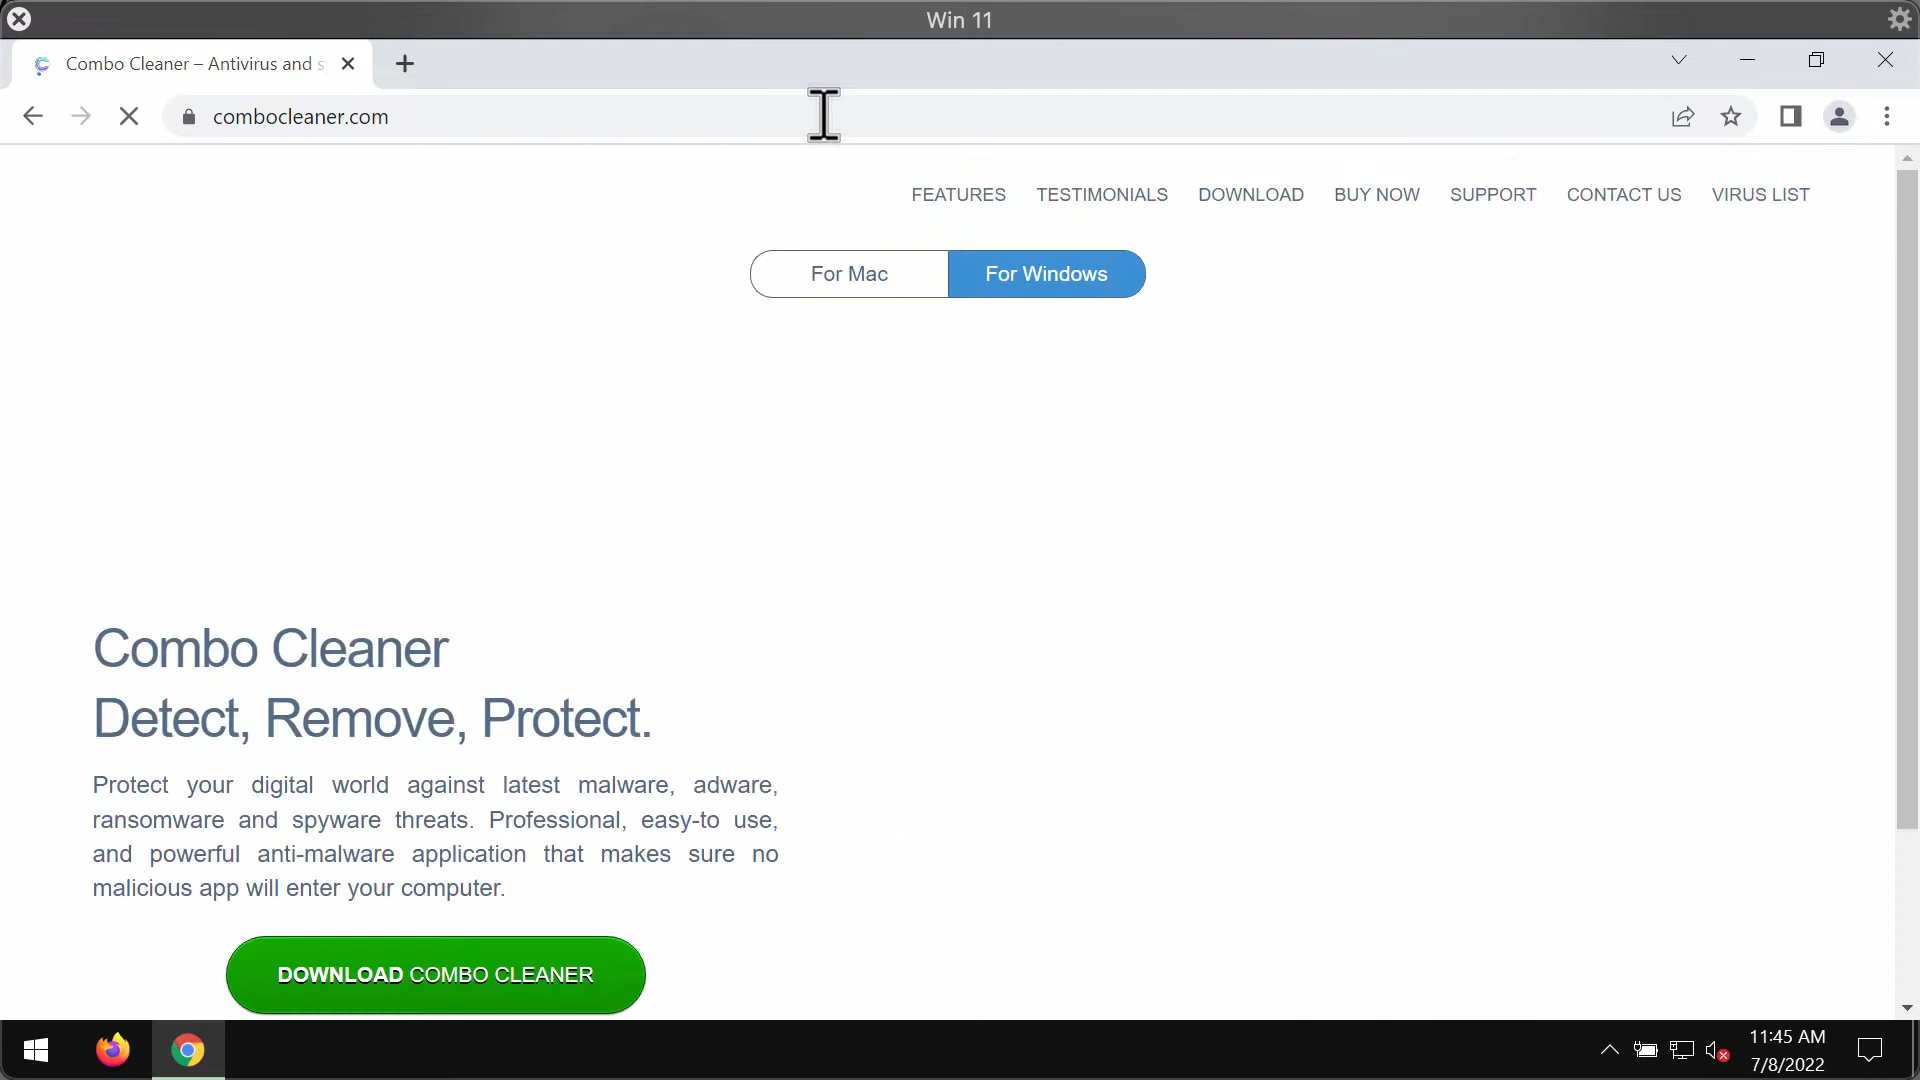 Win 11
Combo Cleaner – Antivirus and s
combocleaner.com
FEATURES TESTIMONIALS DOWNLOAD BUY NOW SUPPORT CONTACT US VIRUS LIST
For Mac For Windows
Combo Cleaner
Detect, Remove, Protect.
Protect your digital world against latest malware, adware,
ransomware and spyware threats. Professional, easy-to use,
and powerful anti-malware application that makes sure no
malicious app will enter your computer.
DOWNLOAD COMBO CLEANER
11:45 AM
7/8/2022